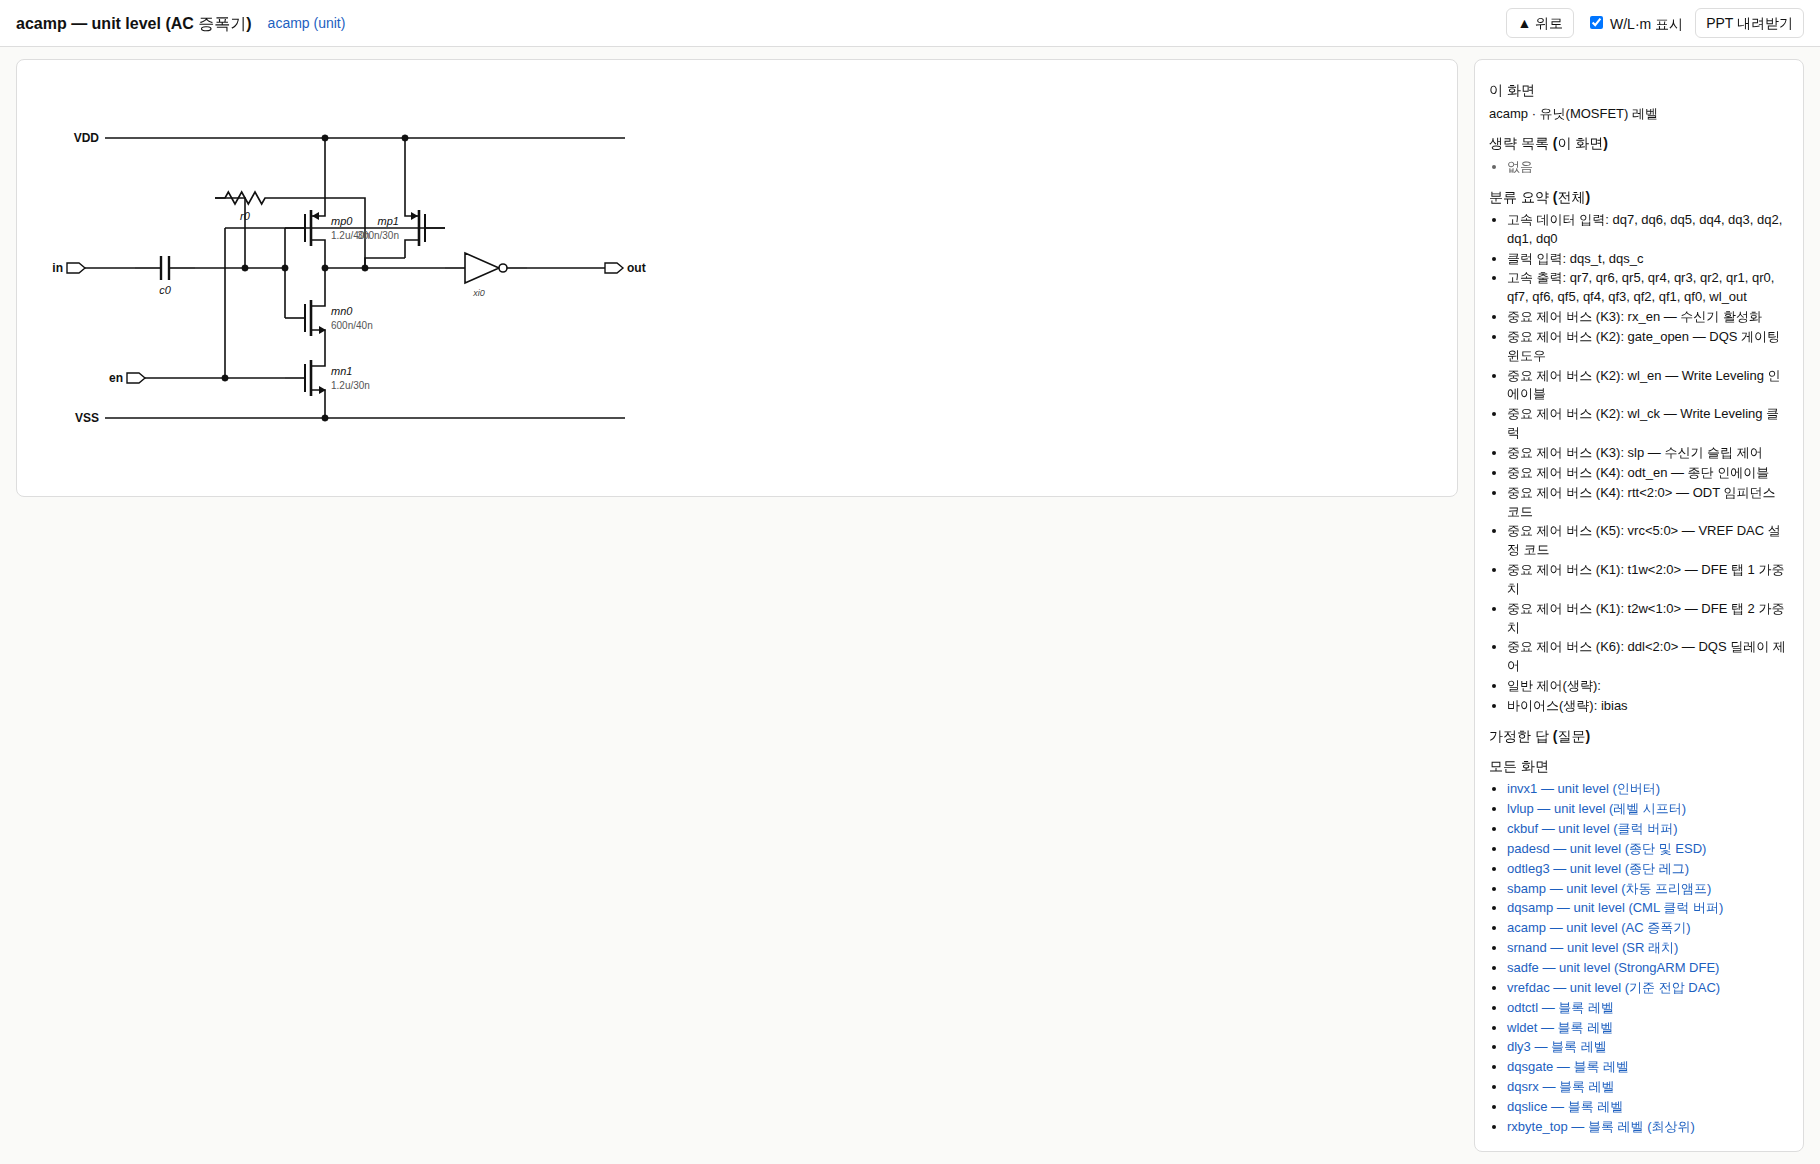 acamp — unit level (AC 증폭기)
acamp (unit)
▲ 위로
W/L·m 표시
PPT 내려받기
VDD
r0
mp0
mp1
1.2u/40n
300n/30n
in
c0
xi0
out
mn0
600n/40n
mn1
1.2u/30n
en
VSS
이 화면
acamp · 유닛(MOSFET) 레벨
생략 목록 (이 화면)
없음
분류 요약 (전체)
고속 데이터 입력: dq7, dq6, dq5, dq4, dq3, dq2,
dq1, dq0
클럭 입력: dqs_t, dqs_c
고속 출력: qr7, qr6, qr5, qr4, qr3, qr2, qr1, qr0,
qf7, qf6, qf5, qf4, qf3, qf2, qf1, qf0, wl_out
중요 제어 버스 (K3): rx_en — 수신기 활성화
중요 제어 버스 (K2): gate_open — DQS 게이팅
윈도우
중요 제어 버스 (K2): wl_en — Write Leveling 인
에이블
중요 제어 버스 (K2): wl_ck — Write Leveling 클
럭
중요 제어 버스 (K3): slp — 수신기 슬립 제어
중요 제어 버스 (K4): odt_en — 종단 인에이블
중요 제어 버스 (K4): rtt<2:0> — ODT 임피던스
코드
중요 제어 버스 (K5): vrc<5:0> — VREF DAC 설
정 코드
중요 제어 버스 (K1): t1w<2:0> — DFE 탭 1 가중
치
중요 제어 버스 (K1): t2w<1:0> — DFE 탭 2 가중
치
중요 제어 버스 (K6): ddl<2:0> — DQS 딜레이 제
어
일반 제어(생략):
바이어스(생략): ibias
가정한 답 (질문)
모든 화면
invx1 — unit level (인버터)
lvlup — unit level (레벨 시프터)
ckbuf — unit level (클럭 버퍼)
padesd — unit level (종단 및 ESD)
odtleg3 — unit level (종단 레그)
sbamp — unit level (차동 프리앰프)
dqsamp — unit level (CML 클럭 버퍼)
acamp — unit level (AC 증폭기)
srnand — unit level (SR 래치)
sadfe — unit level (StrongARM DFE)
vrefdac — unit level (기준 전압 DAC)
odtctl — 블록 레벨
wldet — 블록 레벨
dly3 — 블록 레벨
dqsgate — 블록 레벨
dqsrx — 블록 레벨
dqslice — 블록 레벨
rxbyte_top — 블록 레벨 (최상위)